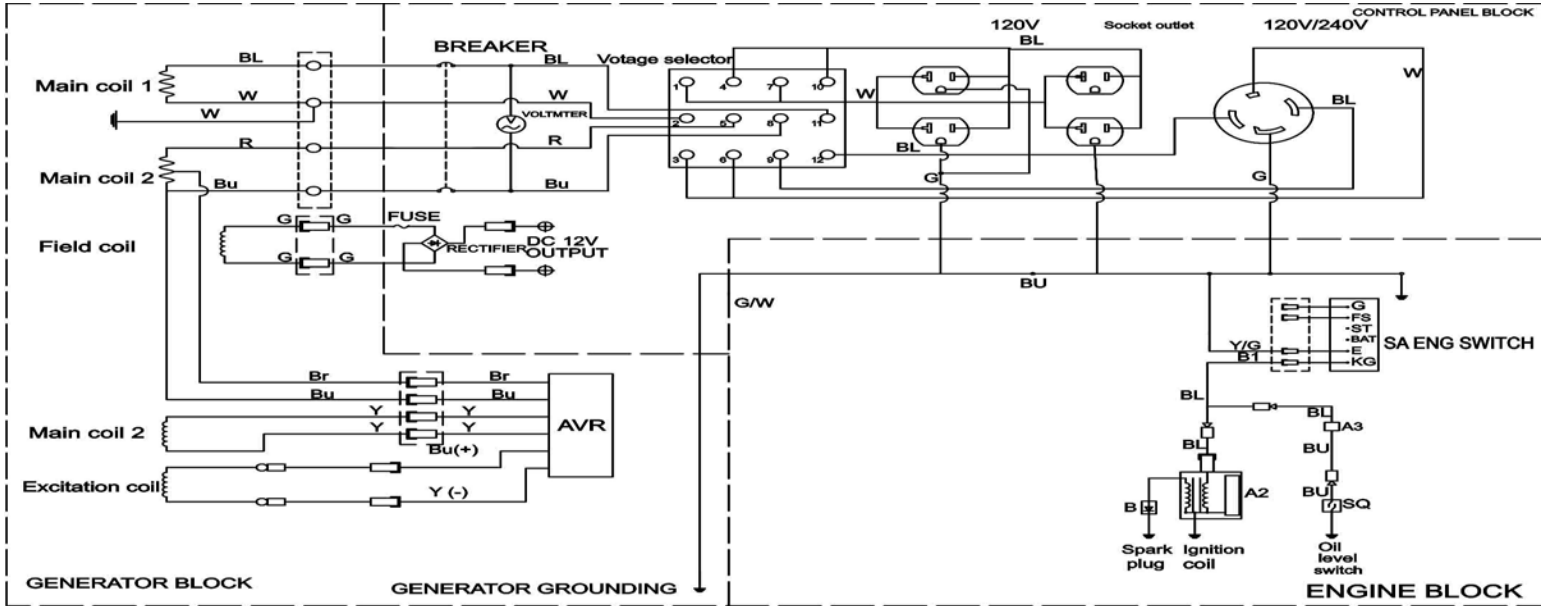 CONTROL PANEL BLOCK
120V
Socket outlet
120V/240V
BREAKER
BL
BL
BL
Votage selector
Main coil 1
W
W
W
W
W
VOLTMTER
1
4
7
10
2
5
8
11
3
6
9
12
BL
R
R
BL
Main coil 2
Bu
Bu
G
G
Field coil
G
G
FUSE
G
G
RECTIFIER
DC 12V
OUTPUT
BU
G/W
G
FS
ST
BAT
E
KG
SA ENG SWITCH
Y/G
B1
Br
Br
Bu
Bu
Y
Y
Y
Y
AVR
BL
BL
A3
Main coil 2
Bu(+)
BL
BU
Excitation coil
Y (-)
B
A2
BU
SQ
Spark
plug
Ignition
coil
Oil
level
switch
GENERATOR BLOCK
GENERATOR GROUNDING
ENGINE BLOCK